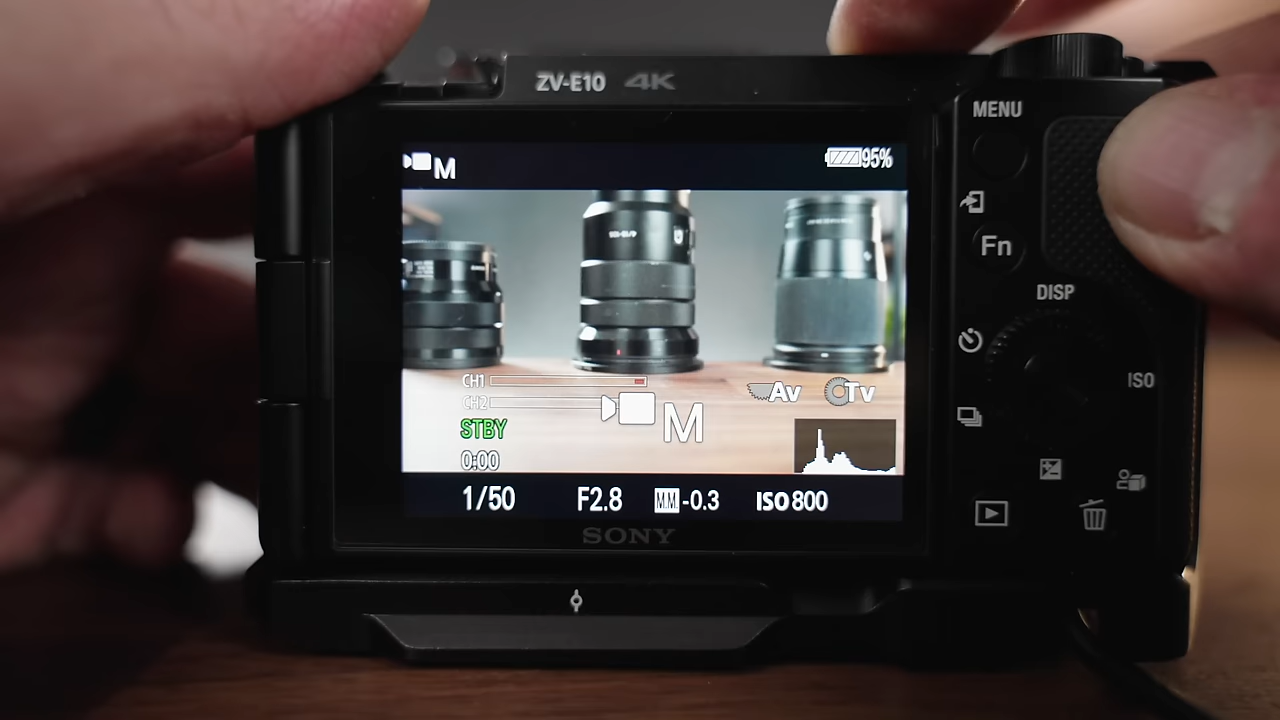 ZV-E10 4K
MENU
M 95%
Fn
DISP
CH1
CH2
Av Tv
ISO
M
STBY
0:00
1/50 F2.8 MM -0.3 ISO 800
SONY